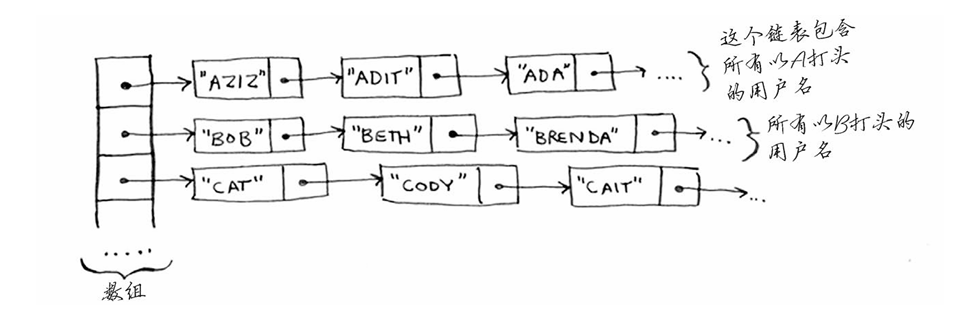 "AZIZ" "ADIT" "ADA" ....
这个链表包含
所有以A打头
的用户名
"BOB" "BETH" "BRENDA" ...
所有以B打头的
用户名
"CAT" "CODY" "CAIT" ...
.....
数组